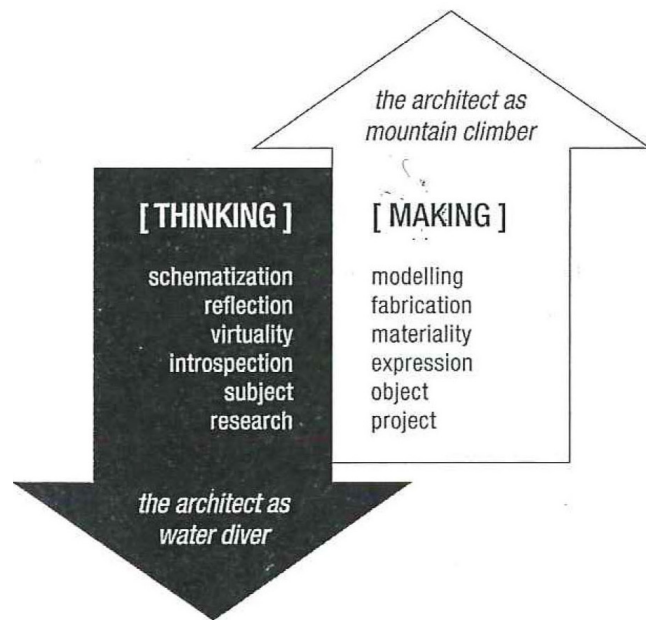 the architect as
mountain climber
[ THINKING ]
schematization
reflection
virtuality
introspection
subject
research
the architect as
water diver
[ MAKING ]
modelling
fabrication
materiality
expression
object
project